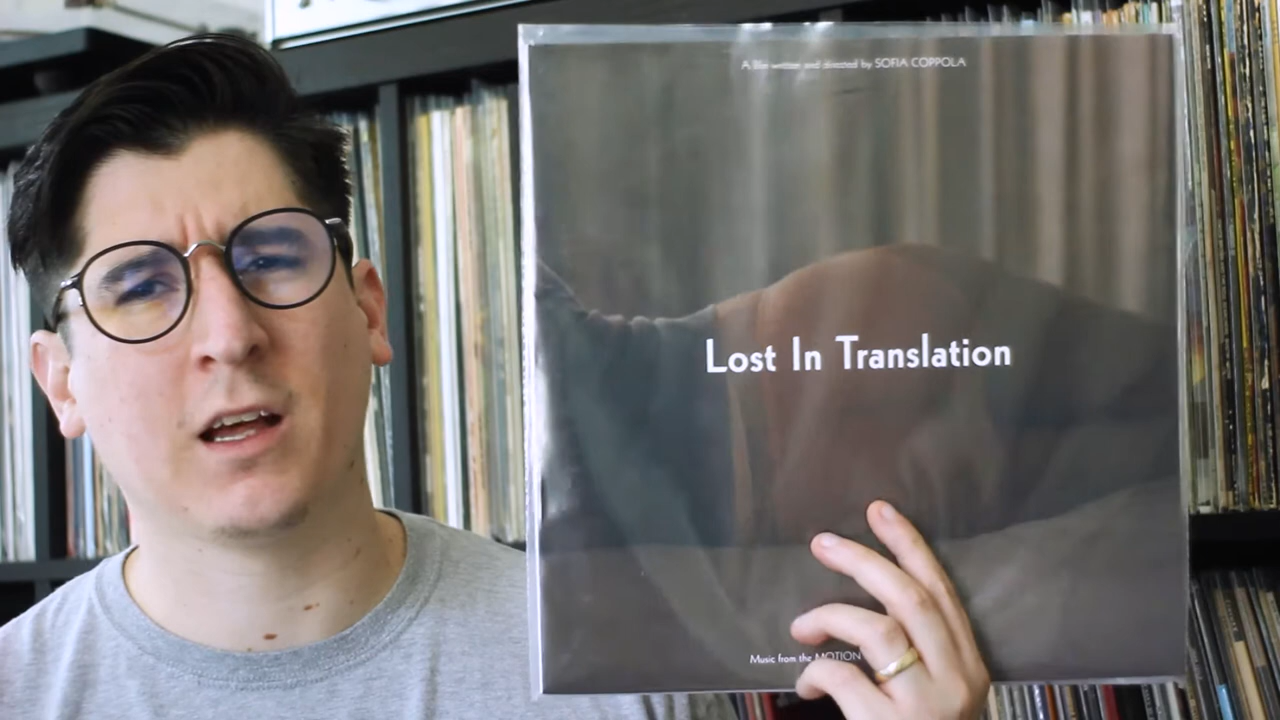 A film written and directed by SOFIA COPPOLA
Lost In Translation
Music from the MOTION